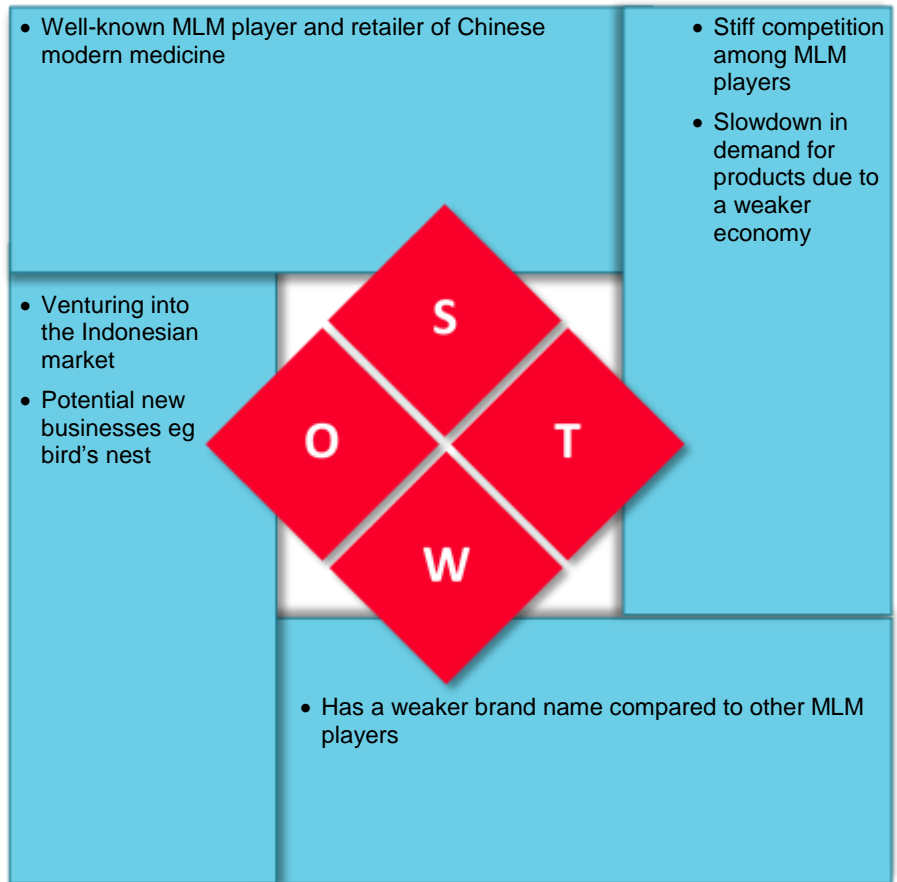 • Well-known MLM player and retailer of Chinese
modern medicine
• Stiff competition
among MLM
players
• Slowdown in
demand for
products due to
a weaker
economy
• Venturing into
the Indonesian
market
• Potential new
businesses eg
bird’s nest
S
O
T
W
• Has a weaker brand name compared to other MLM
players